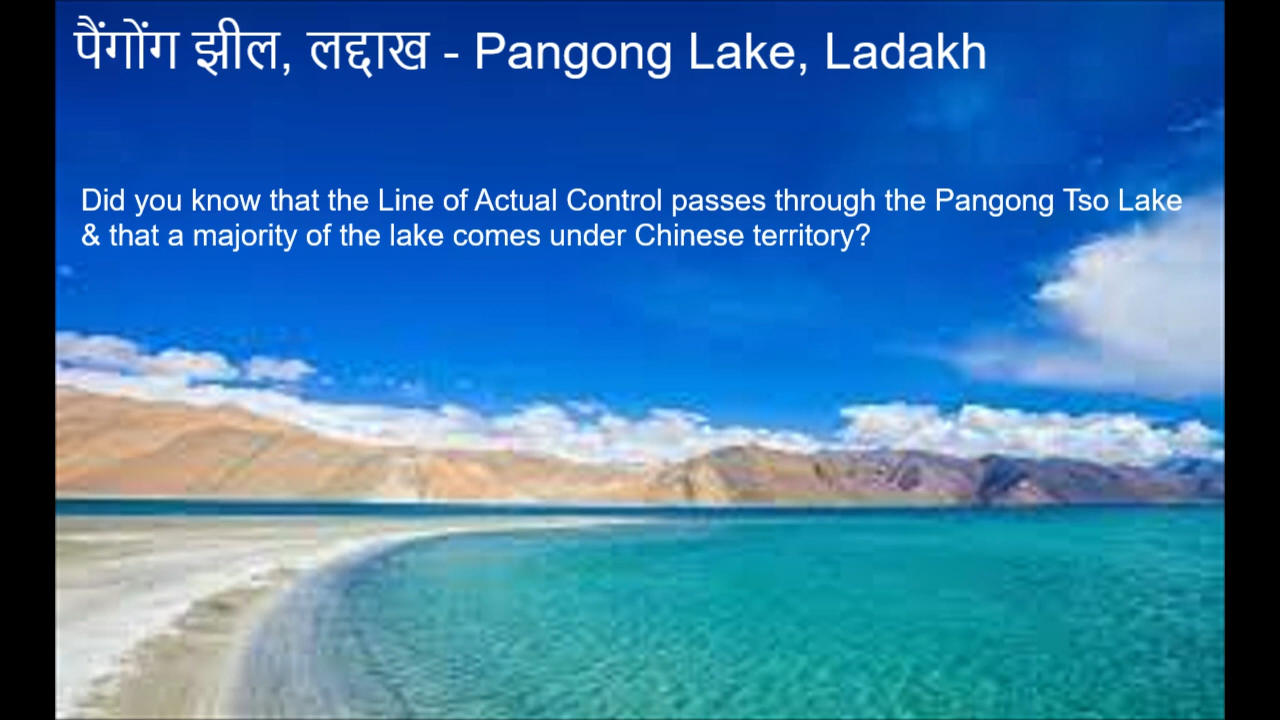 पैंगोंग झील, लद्दाख - Pangong Lake, Ladakh
Did you know that the Line of Actual Control passes through the Pangong Tso Lake
& that a majority of the lake comes under Chinese territory?